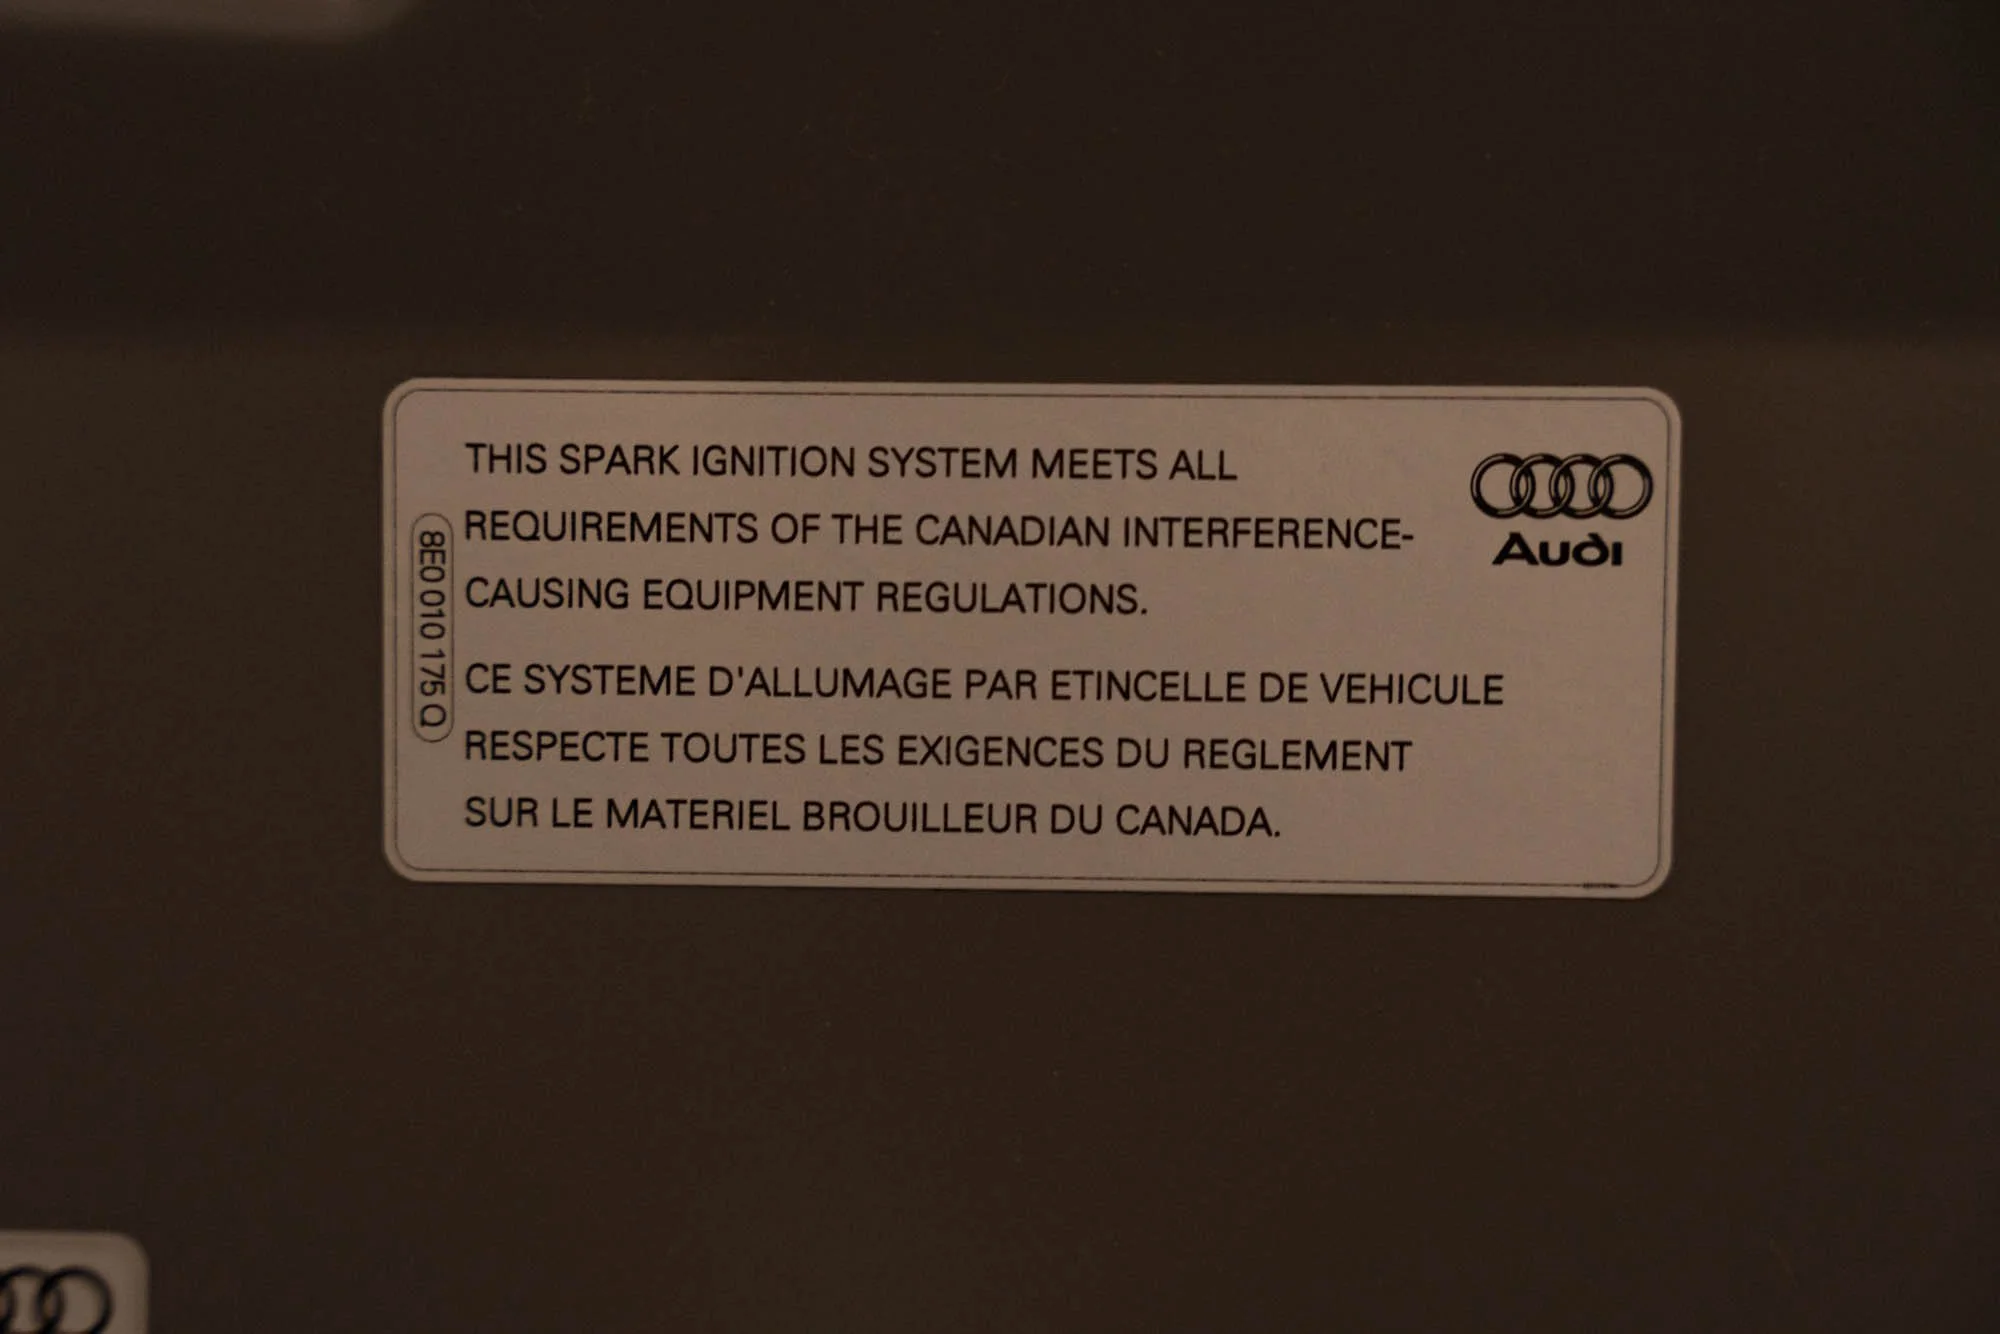 THIS SPARK IGNITION SYSTEM MEETS ALL
REQUIREMENTS OF THE CANADIAN INTERFERENCE-
CAUSING EQUIPMENT REGULATIONS.
CE SYSTEME D'ALLUMAGE PAR ETINCELLE DE VEHICULE
RESPECTE TOUTES LES EXIGENCES DU REGLEMENT
SUR LE MATERIEL BROUILLEUR DU CANADA.
8E0 010 175 Q
Audi